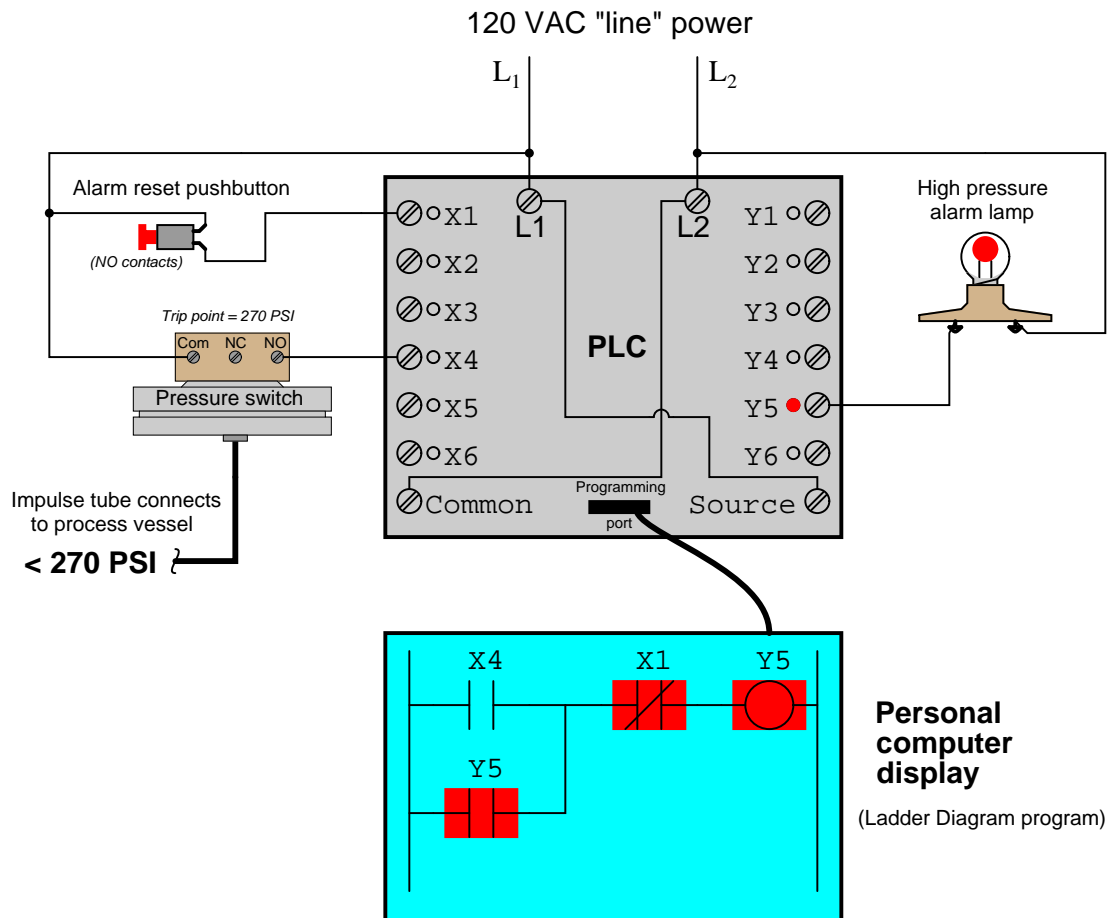 120 VAC "line" power
L1
L2
Alarm reset pushbutton
(NO contacts)
High pressure
alarm lamp
L1
L2
X1
X2
X3
X4
X5
X6
Common
PLC
Y1
Y2
Y3
Y4
Y5
Y6
Source
Programming
port
Trip point = 270 PSI
Com NC NO
Pressure switch
Impulse tube connects
to process vessel
< 270 PSI
X4 X1 Y5
Y5
Personal
computer
display
(Ladder Diagram program)